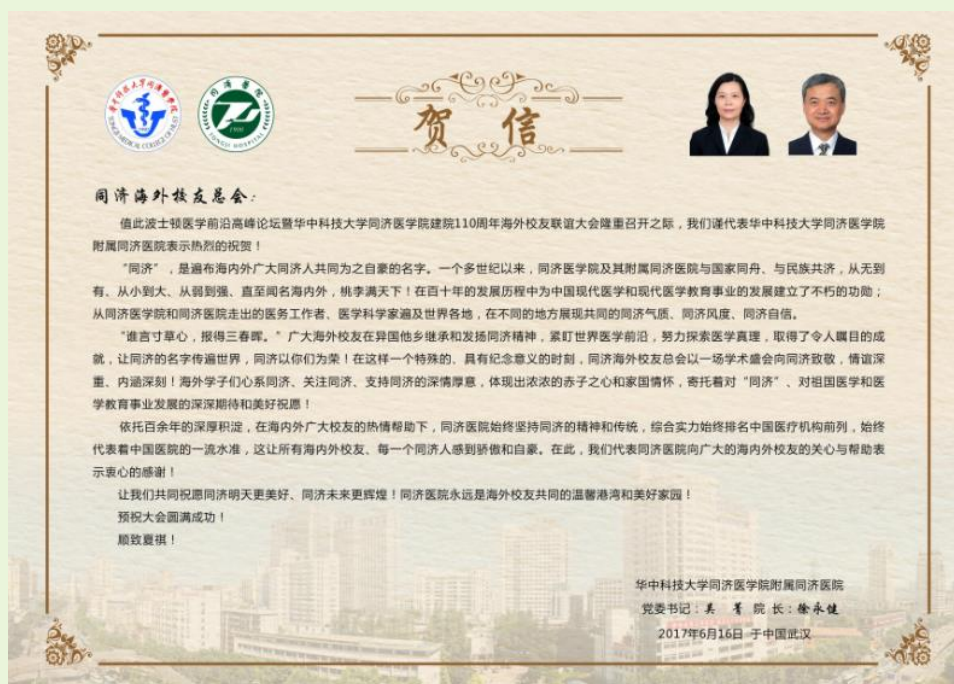 华中科技大学同济医学院
TONGJI MEDICAL COLLEGE OF HUST
同济医院
1900
TONGJI HOSPITAL
贺信
同济海外校友总会：
值此波士顿医学前沿高峰论坛暨华中科技大学同济医学院建院110周年海外校友联谊大会隆重召开之际，我们谨代表华中科技大学同济医学院
附属同济医院表示热烈的祝贺！
“同济”，是遍布海内外广大同济人共同为之自豪的名字。一个多世纪以来，同济医学院及其附属同济医院与国家同舟、与民族共济，从无到
有、从小到大、从弱到强、直至闻名海内外，桃李满天下！在百十年的发展历程中为中国现代医学和现代医学教育事业的发展建立了不朽的功勋；
从同济医学院和同济医院走出的医务工作者、医学科学家遍及世界各地，在不同的地方展现共同的同济气质、同济风度、同济自信。
“谁言寸草心，报得三春晖。”广大海外校友在异国他乡继承和发扬同济精神，紧盯世界医学前沿，努力探索医学真理，取得了令人瞩目的成
就，让同济的名字传遍世界，同济以你们为荣！在这样一个特殊的、具有纪念意义的时刻，同济海外校友总会以一场学术盛会向同济致敬，情谊深
重、内涵深刻！海外学子们心系同济、关注同济、支持同济的深情厚意，体现出浓浓的赤子之心和家国情怀，寄托着对“同济”、对祖国医学和医
学教育事业发展的深深期待和美好祝愿！
依托百余年的深厚积淀，在海内外广大校友的热情帮助下，同济医院始终坚持同济的精神和传统，综合实力始终排名中国医疗机构前列，始终
代表着中国医院的一流水准，这让所有海内外校友、每一个同济人感到骄傲和自豪。在此，我们代表同济医院向广大的海内外校友的关心与帮助表
示衷心的感谢！
让我们共同祝愿同济明天更美好、同济未来更辉煌！同济医院永远是海外校友共同的温馨港湾和美好家园！
预祝大会圆满成功！
顺致夏祺！
华中科技大学同济医学院附属同济医院
党委书记：吴 菁 院 长：徐永健
2017年6月16日 于中国武汉